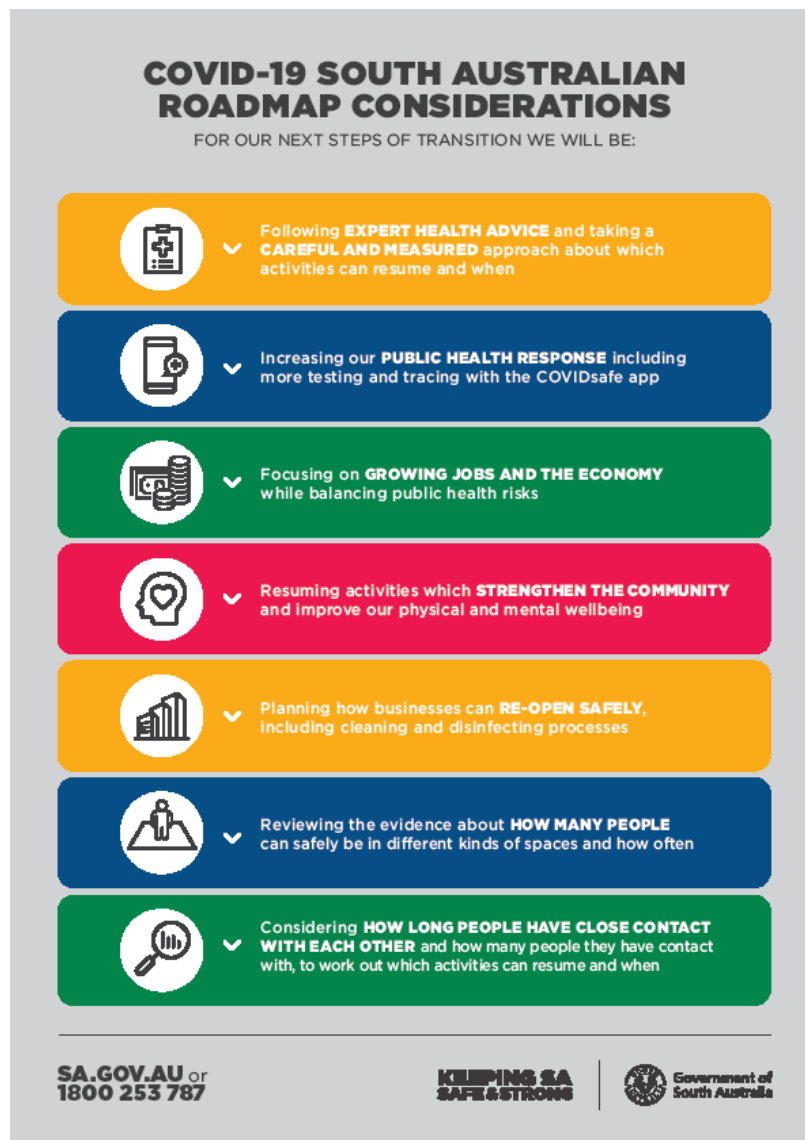 COVID-19 SOUTH AUSTRALIAN
ROADMAP CONSIDERATIONS
FOR OUR NEXT STEPS OF TRANSITION WE WILL BE:
Following EXPERT HEALTH ADVICE and taking a
CAREFUL AND MEASURED approach about which
activities can resume and when
Increasing our PUBLIC HEALTH RESPONSE including
more testing and tracing with the COVIDsafe app
Focusing on GROWING JOBS AND THE ECONOMY
while balancing public health risks
Resuming activities which STRENGTHEN THE COMMUNITY
and improve our physical and mental wellbeing
Planning how businesses can RE-OPEN SAFELY,
including cleaning and disinfecting processes
Reviewing the evidence about HOW MANY PEOPLE
can safely be in different kinds of spaces and how often
Considering HOW LONG PEOPLE HAVE CLOSE CONTACT
WITH EACH OTHER and how many people they have contact
with, to work out which activities can resume and when
SA.GOV.AU or
1800 253 787
KEEPING SA
SAFE & STRONG
Government of
South Australia